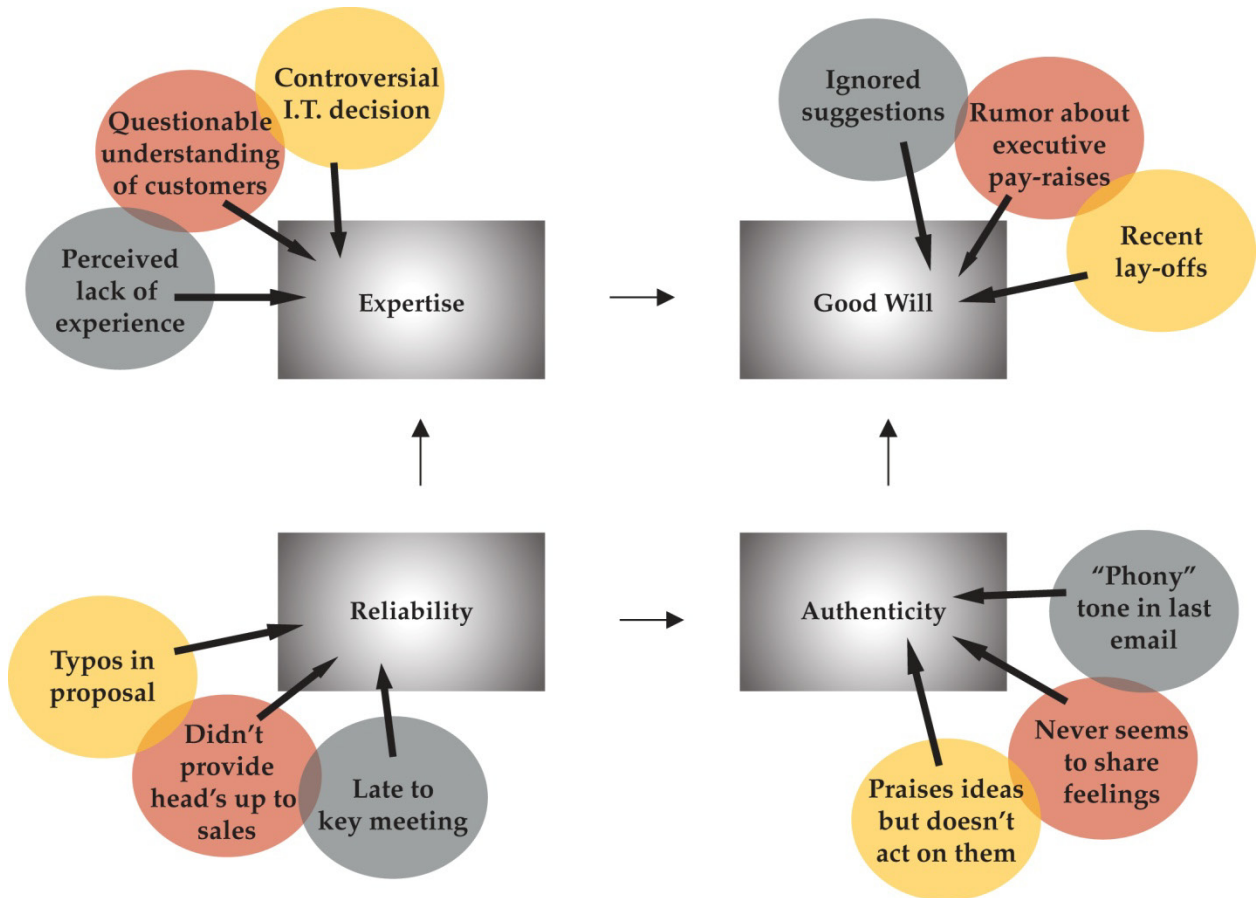 Controversial
I.T. decision
Questionable
understanding
of customers
Perceived
lack of
experience
Expertise
Ignored
suggestions
Rumor about
executive
pay-raises
Recent
lay-offs
Good Will
Reliability
Typos in
proposal
Didn’t
provide
head’s up to
sales
Late to
key meeting
Authenticity
“Phony”
tone in last
email
Never seems
to share
feelings
Praises ideas
but doesn’t
act on them